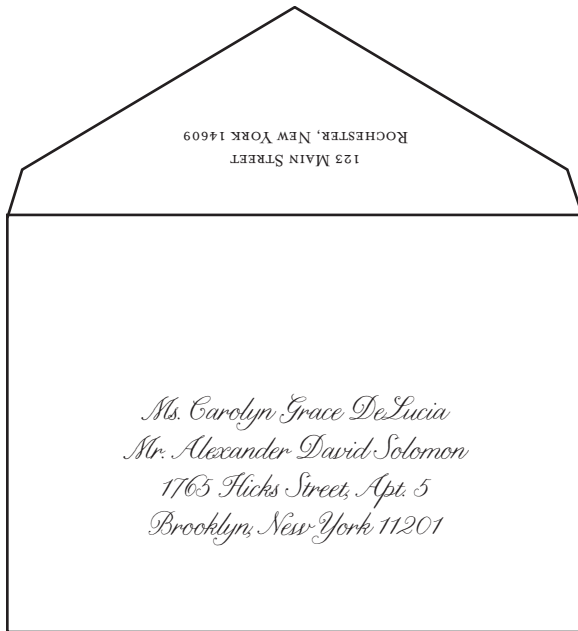 123 Main Street
Rochester, New York 14609
Ms. Carolyn Grace DeLucia
Mr. Alexander David Solomon
1765 Hicks Street, Apt. 5
Brooklyn, New York 11201